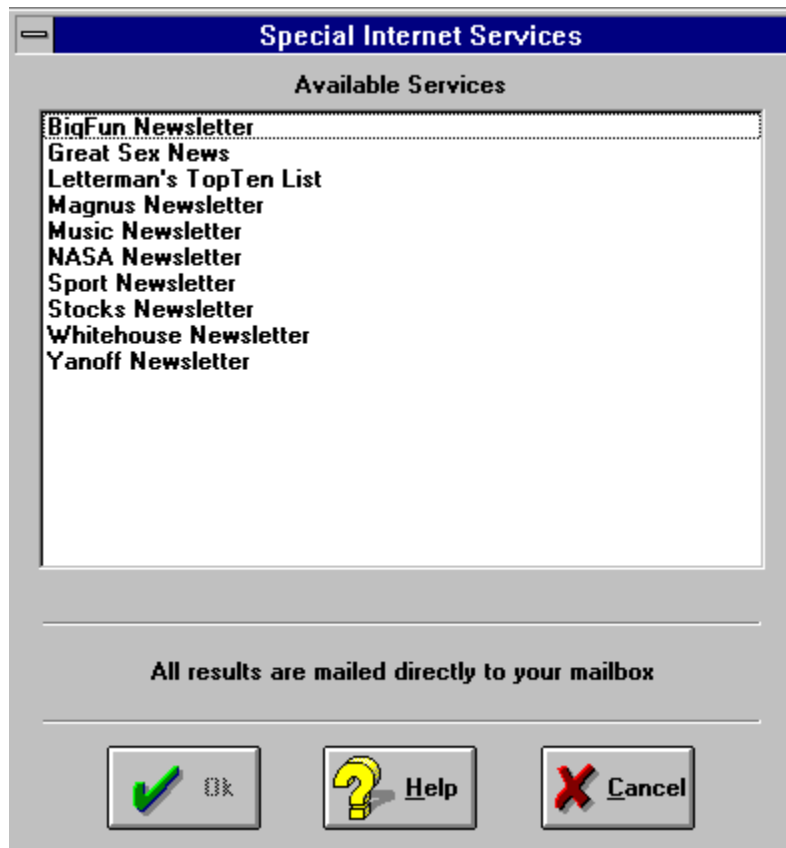 Special Internet Services
Available Services
BigFun Newsletter
Great Sex News
Letterman's TopTen List
Magnus Newsletter
Music Newsletter
NASA Newsletter
Sport Newsletter
Stocks Newsletter
Whitehouse Newsletter
Yanoff Newsletter
All results are mailed directly to your mailbox
Ok Help Cancel